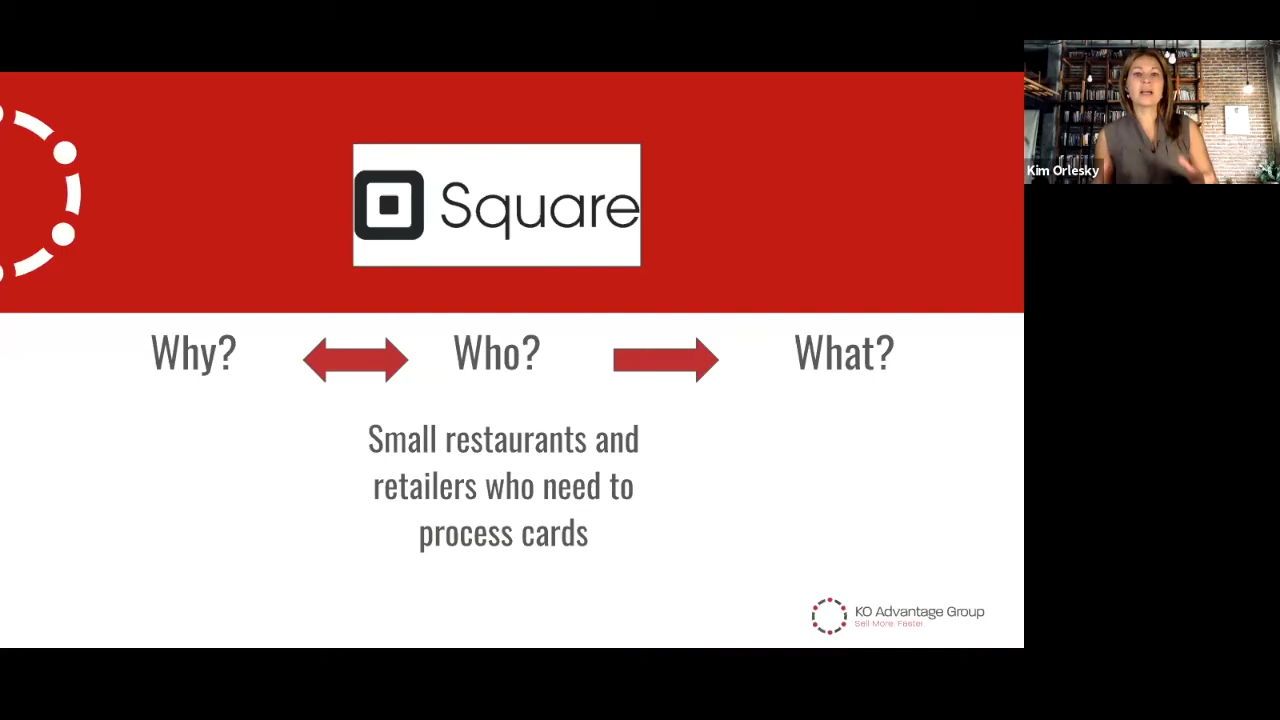 Square
Kim Orlesky
Why?
Who?
What?
Small restaurants and
retailers who need to
process cards
KO Advantage Group
Sell More. Faster.